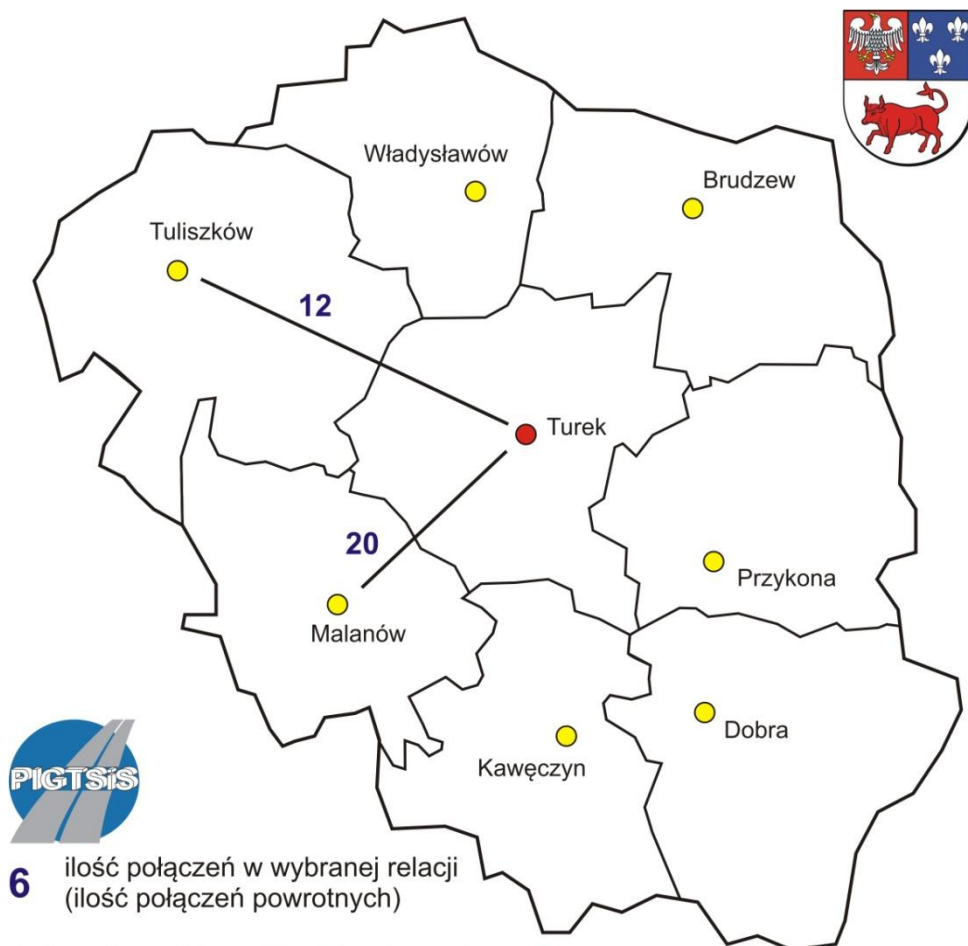 Władysławów
Brudzew
Tuliszków
12
Turek
20
Przykona
Malanów
Dobra
Kawęczyn
PIGTSiS
6 ilość połączeń w wybranej relacji
(ilość połączeń powrotnych)